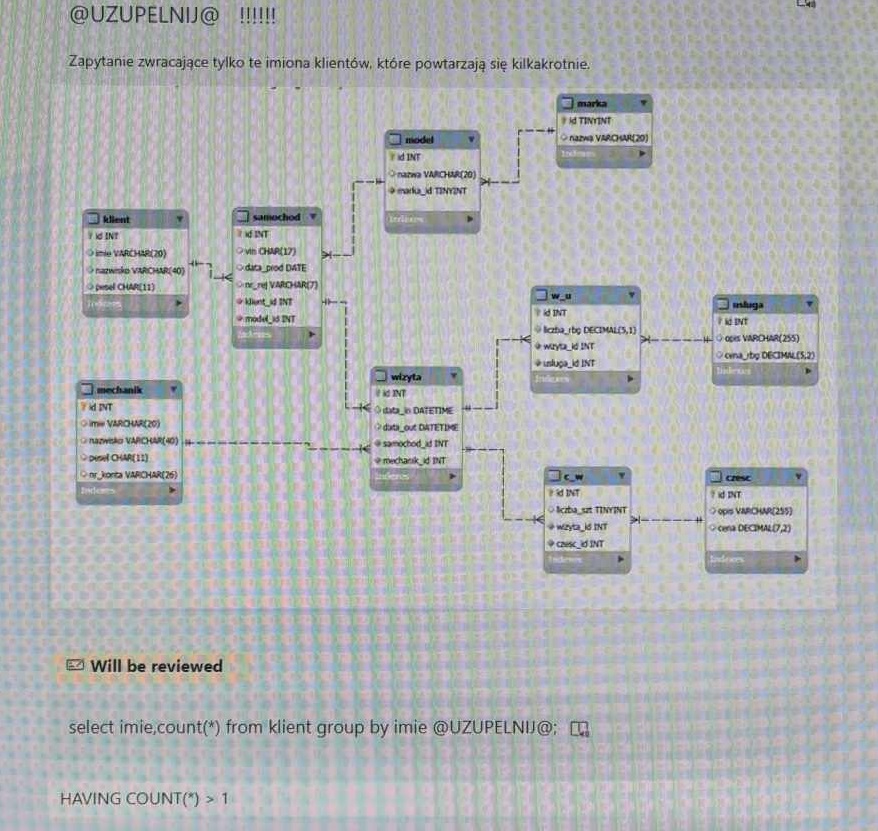 @UZUPELNIJ@ !!!!!!
Zapytanie zwracające tylko te imiona klientów, które powtarzają się kilkakrotnie.
marka
id TINYINT
nazwa VARCHAR(20)
Indexes
model
id INT
nazwa VARCHAR(20)
marka_id TINYINT
Indexes
klient
id INT
imie VARCHAR(20)
nazwisko VARCHAR(40)
pesel CHAR(11)
Indexes
samochod
id INT
vin CHAR(17)
data_prod DATE
nr_rej VARCHAR(7)
klient_id INT
model_id INT
Indexes
w_u
id INT
liczba_rbg DECIMAL(5,1)
wizyta_id INT
usluga_id INT
Indexes
usluga
id INT
opis VARCHAR(255)
cena_rbg DECIMAL(5,2)
Indexes
mechanik
id INT
imie VARCHAR(20)
nazwisko VARCHAR(40)
pesel CHAR(11)
nr_konta VARCHAR(26)
Indexes
wizyta
id INT
data_in DATETIME
data_out DATETIME
samochod_id INT
mechanik_id INT
Indexes
c_w
id INT
liczba_szt TINYINT
wizyta_id INT
czesc_id INT
Indexes
czesc
id INT
opis VARCHAR(255)
cena DECIMAL(7,2)
Indexes
Will be reviewed
select imie,count(*) from klient group by imie @UZUPELNIJ@;
HAVING COUNT(*) > 1